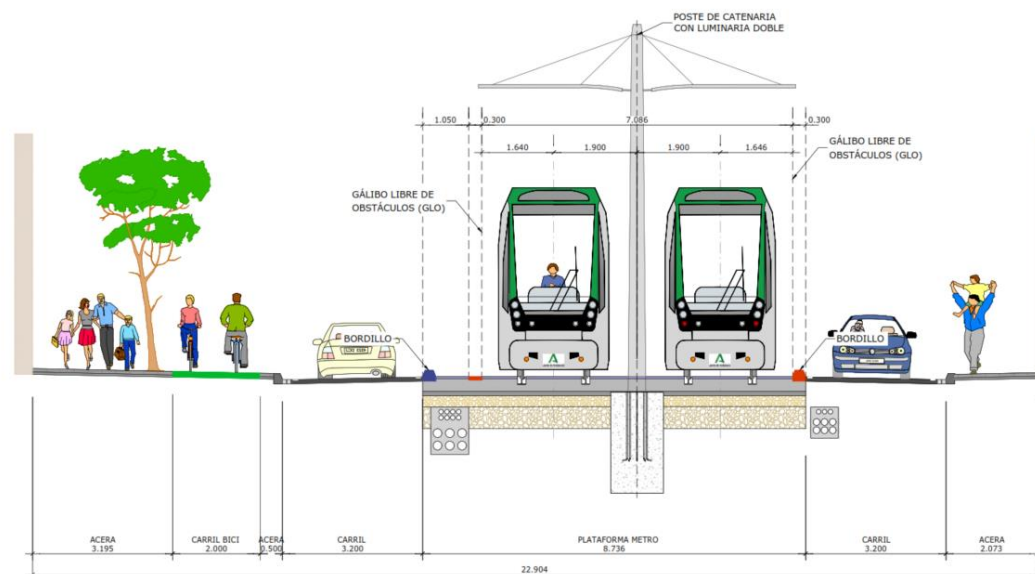 POSTE DE CATENARIA
CON LUMINARIA DOBLE
1.050
0.300
7.086
0.300
1.640
1.900
1.900
1.646
GÁLIBO LIBRE DE
OBSTÁCULOS (GLO)
GÁLIBO LIBRE DE
OBSTÁCULOS (GLO)
BORDILLO
BORDILLO
A
A
ACERA
3.195
CARRIL BICI
2.000
ACERA
0.500
CARRIL
3.200
PLATAFORMA METRO
8.736
CARRIL
3.200
ACERA
2.073
22.904